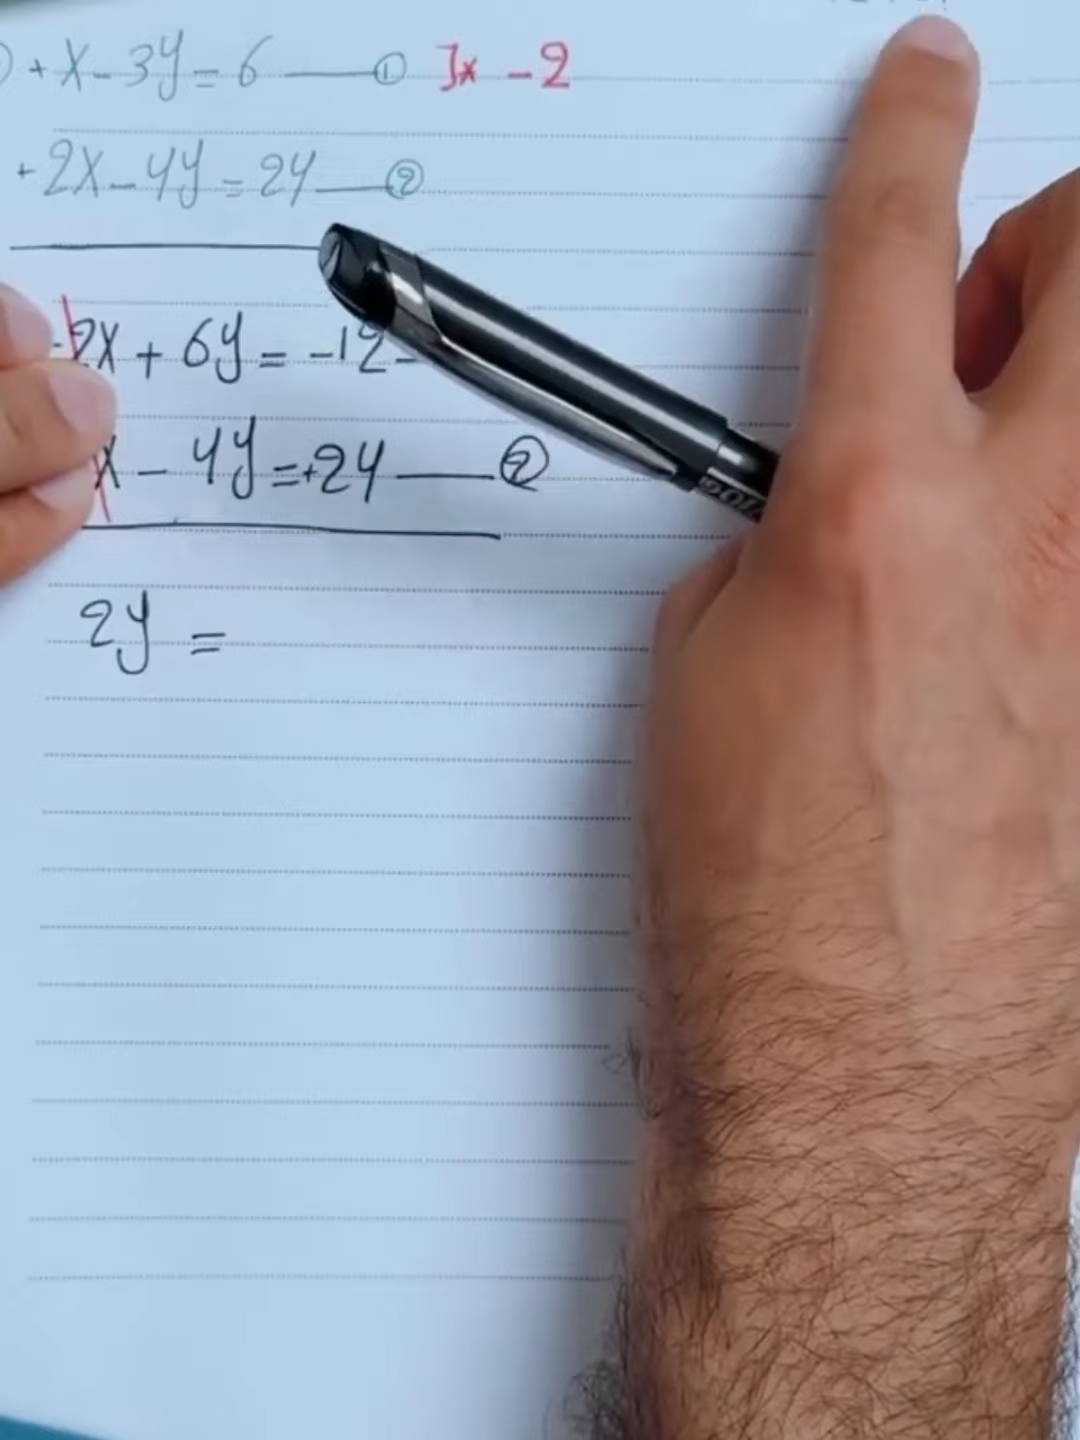 +x-3y=6 —— ① ]x -2
+2x-4y=24 —— ②
-2x+6y=-12-
x-4y=+24 —— ②
2y =